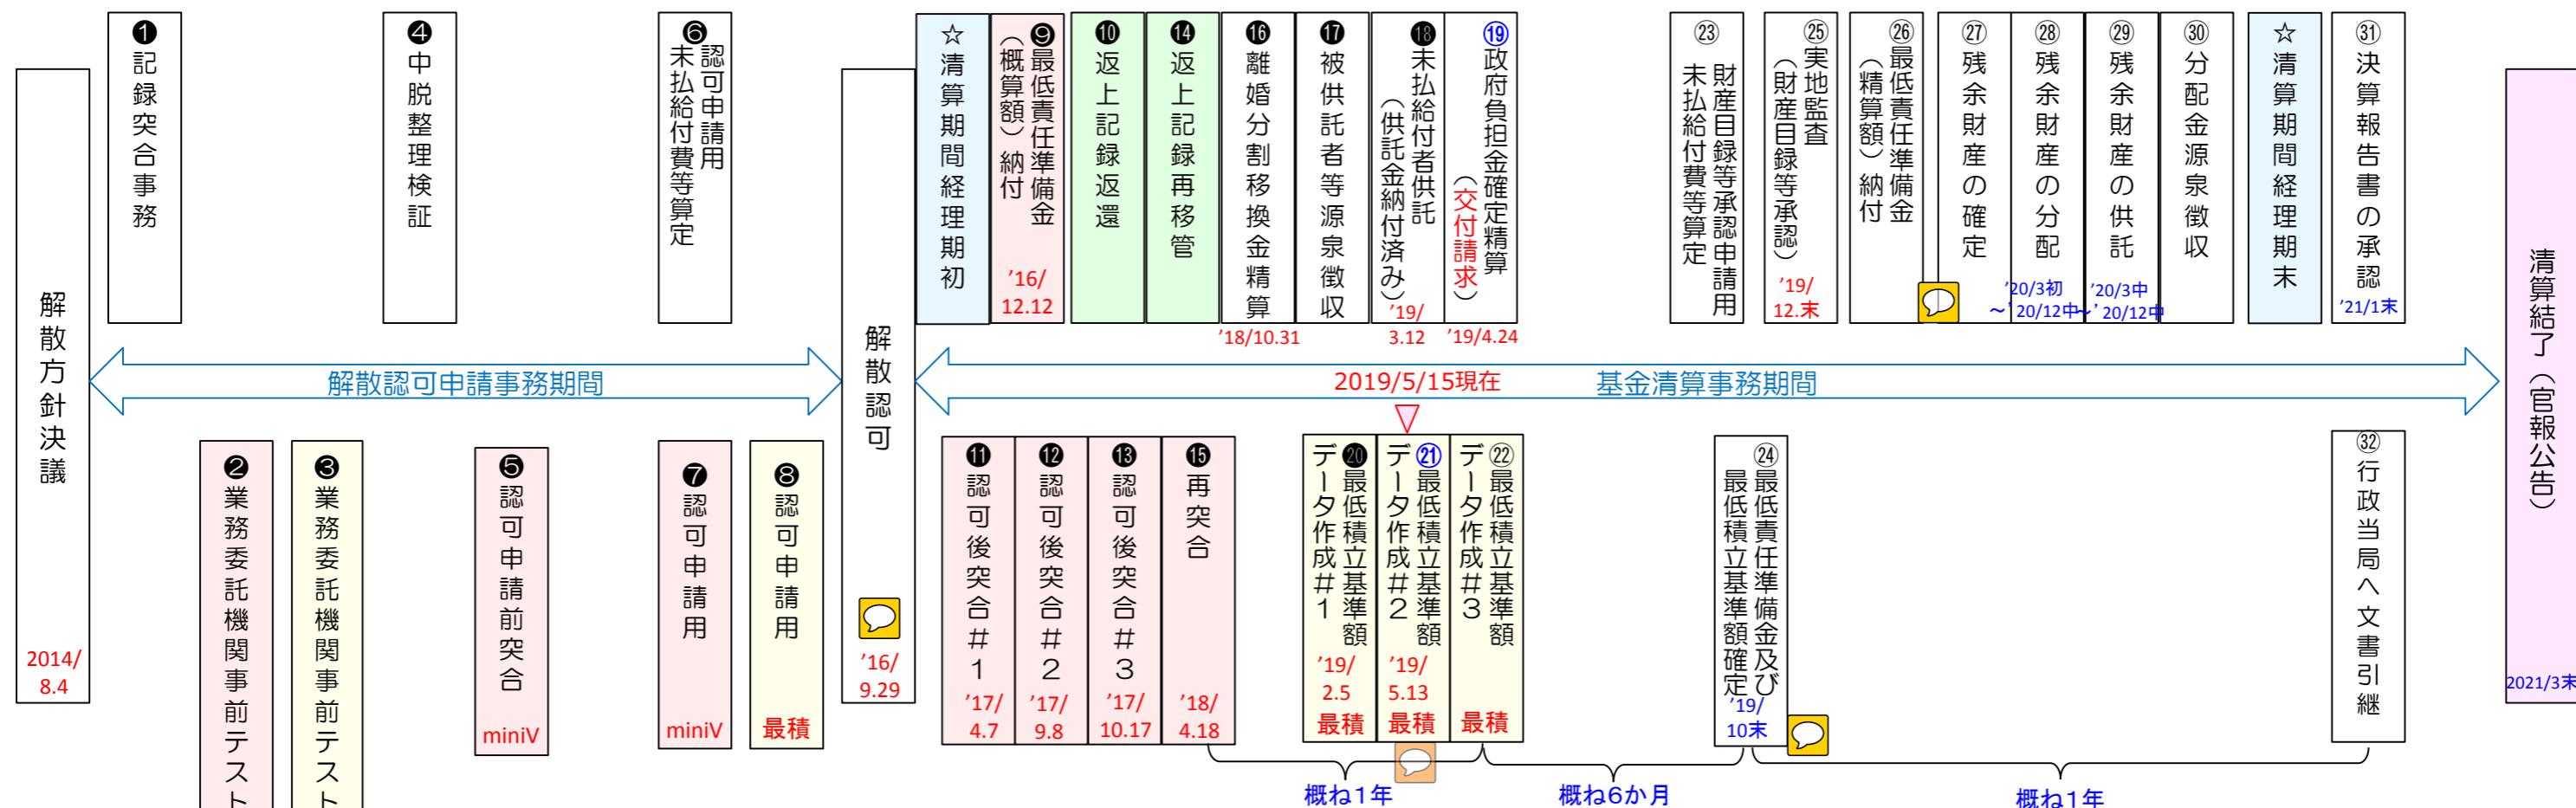 解散方針決議
2014/
8.4
❶記録突合事務
❷業務委託機関事前テスト
❸業務委託機関事前テスト
❹中脱整理検証
❺認可申請前突合
miniV
❻認可申請用
未払給付費等算定
❼認可申請用
miniV
❽認可申請用
最積
解散認可申請事務期間
解散認可
’16/
9.29
☆清算期間経理期初
❾最低責任準備金
（概算額）納付
’16/
12.12
❿返上記録返還
⓮返上記録再移管
⓰離婚分割移換金精算
’18/10.31
⓱被供託者等源泉徴収
⓲未払給付者供託
（供託金納付済み）
’19/
3.12
⑲政府負担金確定精算
（交付請求）
’19/4.24
㉓財産目録等承認申請用
未払給付費等算定
㉕実地監査
（財産目録等承認）
’19/
12.末
㉖最低責任準備金
（精算額）納付
㉗残余財産の確定
㉘残余財産の分配
’20/3初
～’20/12中
㉙残余財産の供託
’20/3中
～’20/12中
㉚分配金源泉徴収
☆清算期間経理期末
㉛決算報告書の承認
’21/1末
2019/5/15現在
基金清算事務期間
⓫認可後突合＃1
’17/
4.7
⓬認可後突合＃2
’17/
9.8
⓭認可後突合＃3
’17/
10.17
⓯再突合
’18/
4.18
⓴最低積立基準額
データ作成＃1
’19/
2.5
最積
㉑最低積立基準額
データ作成＃2
’19/
5.13
最積
㉒最低積立基準額
データ作成＃3
最積
㉔最低責任準備金及び
最低積立基準額確定
’19/
10末
㉜行政当局へ文書引継
概ね1年
概ね6か月
概ね1年
清算結了（官報公告）
2021/3末